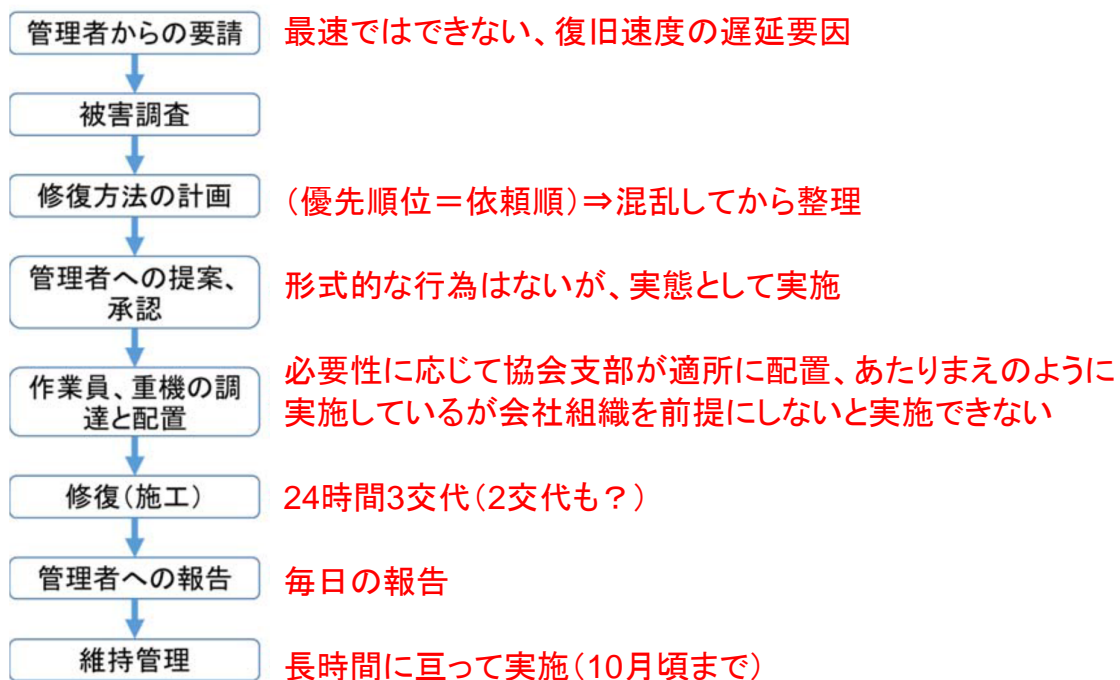 管理者からの要請
最速ではできない、復旧速度の遅延要因
被害調査
修復方法の計画
(優先順位＝依頼順)⇒混乱してから整理
管理者への提案、
承認
形式的な行為はないが、実態として実施
作業員、重機の調
達と配置
必要性に応じて協会支部が適所に配置、あたりまえのように
実施しているが会社組織を前提にしないと実施できない
修復(施工)
24時間3交代(2交代も？)
管理者への報告
毎日の報告
維持管理
長時間に亘って実施(10月頃まで)